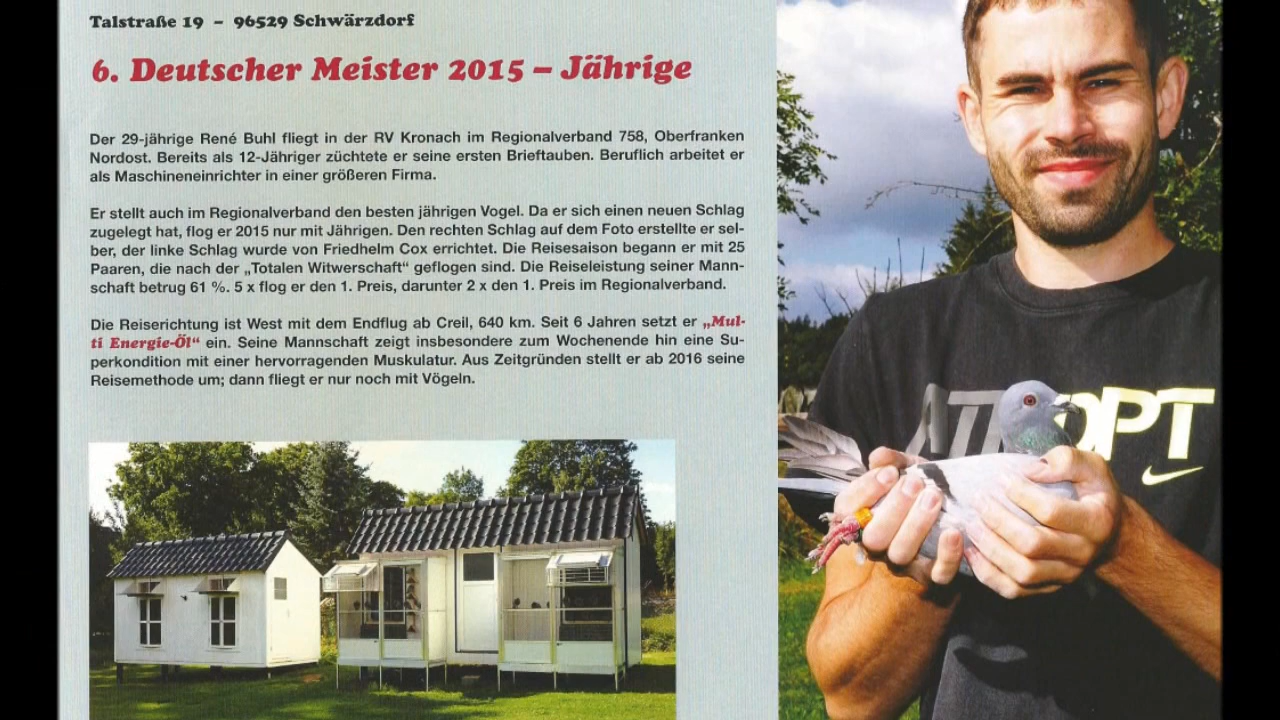 Talstraße 19 – 96529 Schwärzdorf
6. Deutscher Meister 2015 – Jährige
Der 29-jährige René Buhl fliegt in der RV Kronach im Regionalverband 758, Oberfranken
Nordost. Bereits als 12-Jähriger züchtete er seine ersten Brieftauben. Beruflich arbeitet er
als Maschineneinrichter in einer größeren Firma.
Er stellt auch im Regionalverband den besten jährigen Vogel. Da er sich einen neuen Schlag
zugelegt hat, flog er 2015 nur mit Jährigen. Den rechten Schlag auf dem Foto erstellte er sel-
ber, der linke Schlag wurde von Friedhelm Cox errichtet. Die Reisesaison begann er mit 25
Paaren, die nach der „Totalen Witwerschaft“ geflogen sind. Die Reiseleistung seiner Mann-
schaft betrug 61 %. 5 x flog er den 1. Preis, darunter 2 x den 1. Preis im Regionalverband.
Die Reiserichtung ist West mit dem Endflug ab Creil, 640 km. Seit 6 Jahren setzt er „Mul-
ti Energie-Öl“ ein. Seine Mannschaft zeigt insbesondere zum Wochenende hin eine Su-
perkondition mit einer hervorragenden Muskulatur. Aus Zeitgründen stellt er ab 2016 seine
Reisemethode um; dann fliegt er nur noch mit Vögeln.